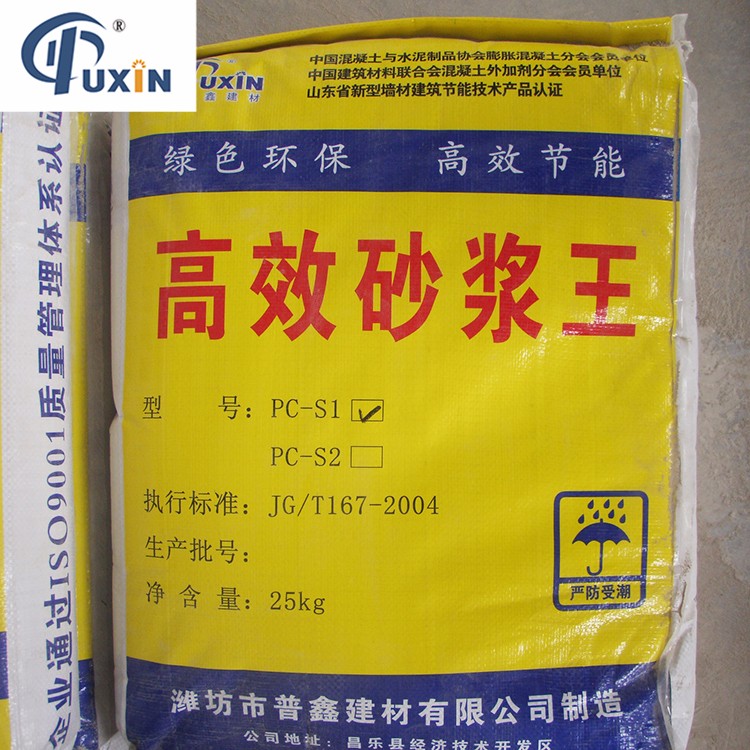 PUXIN®
UXIN
鑫建材
中国混凝土与水泥制品协会膨胀混凝土分会会员单位
中国建筑材料联合会混凝土外加剂分会会员单位
山东省新型墙材建筑节能技术产品认证
绿色环保 高效节能
高效砂浆王
型 号：PC-S1
PC-S2
执行标准：JG/T167-2004
生产批号：
净含量：25kg
严防受潮
潍坊市普鑫建材有限公司制造
公司地址：昌乐县经济技术开发区
企业通过ISO9001质量管理体系认证